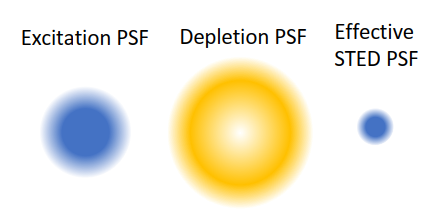 Excitation PSF
Depletion PSF
Effective
STED PSF